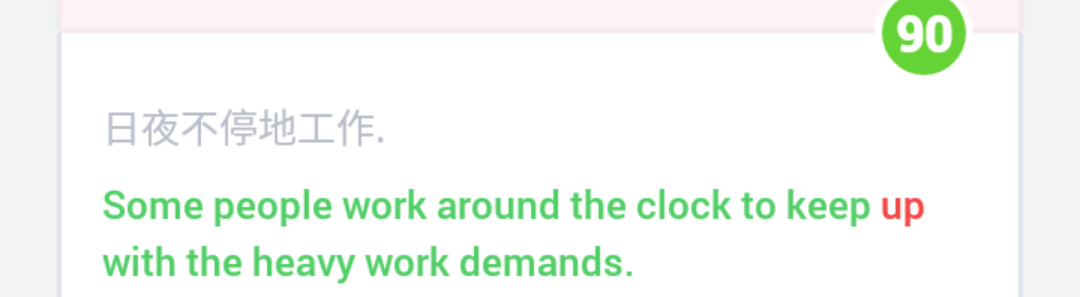 90
日夜不停地工作.
Some people work around the clock to keep up
with the heavy work demands.